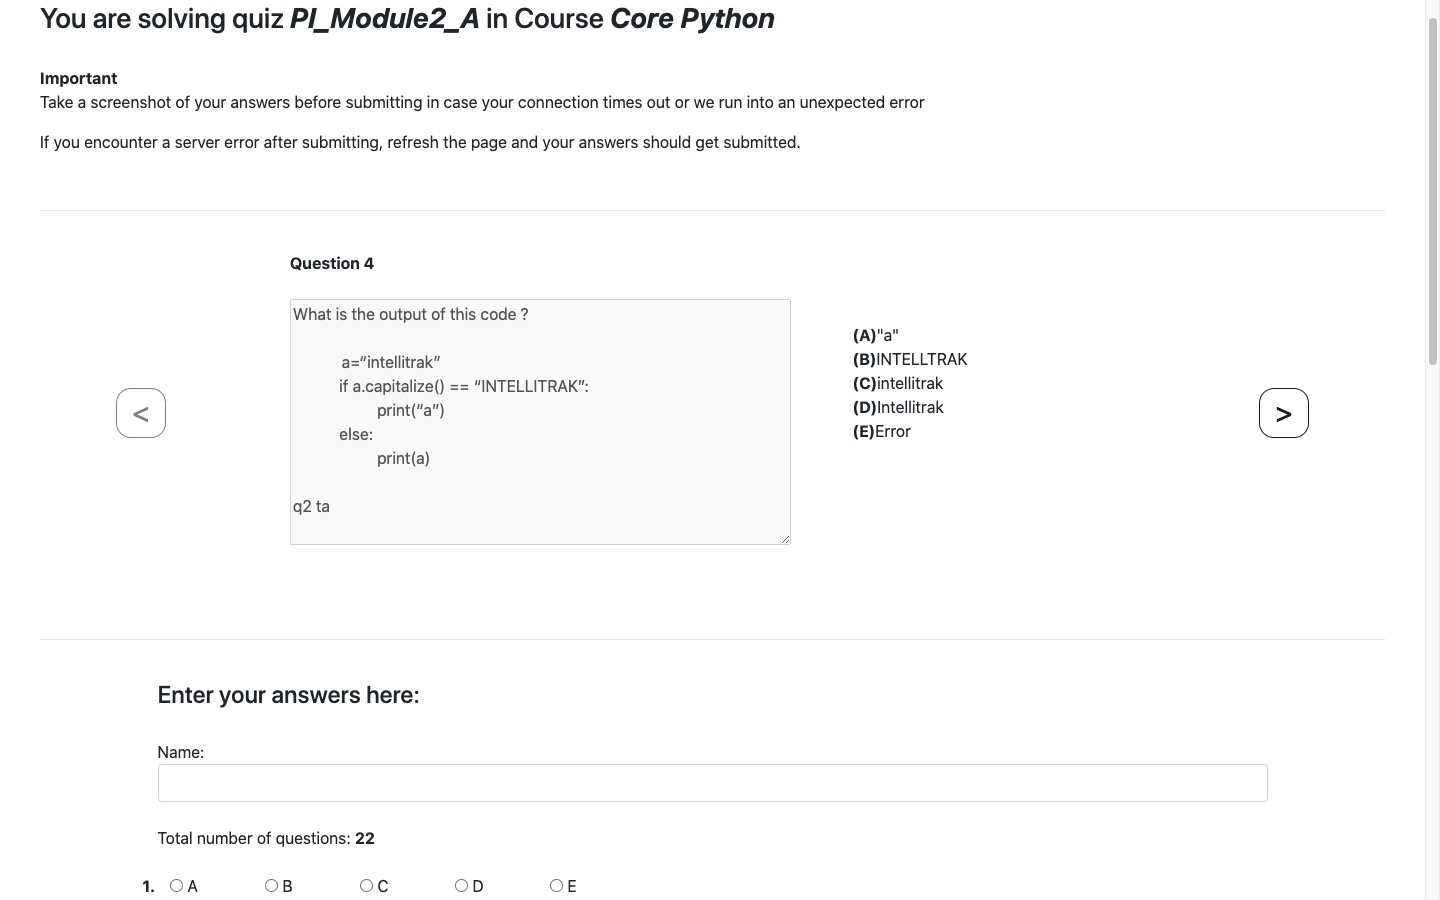 You are solving quiz PI_Module2_A in Course Core Python
Important
Take a screenshot of your answers before submitting in case your connection times out or we run into an unexpected error
If you encounter a server error after submitting, refresh the page and your answers should get submitted.
Question 4
What is the output of this code ?
a=“intellitrak”
if a.capitalize() == “INTELLITRAK”:
print(“a”)
else:
print(a)
q2 ta
(A)"a"
(B)INTELLTRAK
(C)intellitrak
(D)Intellitrak
(E)Error
<
>
Enter your answers here:
Name:
Total number of questions: 22
1. A B C D E